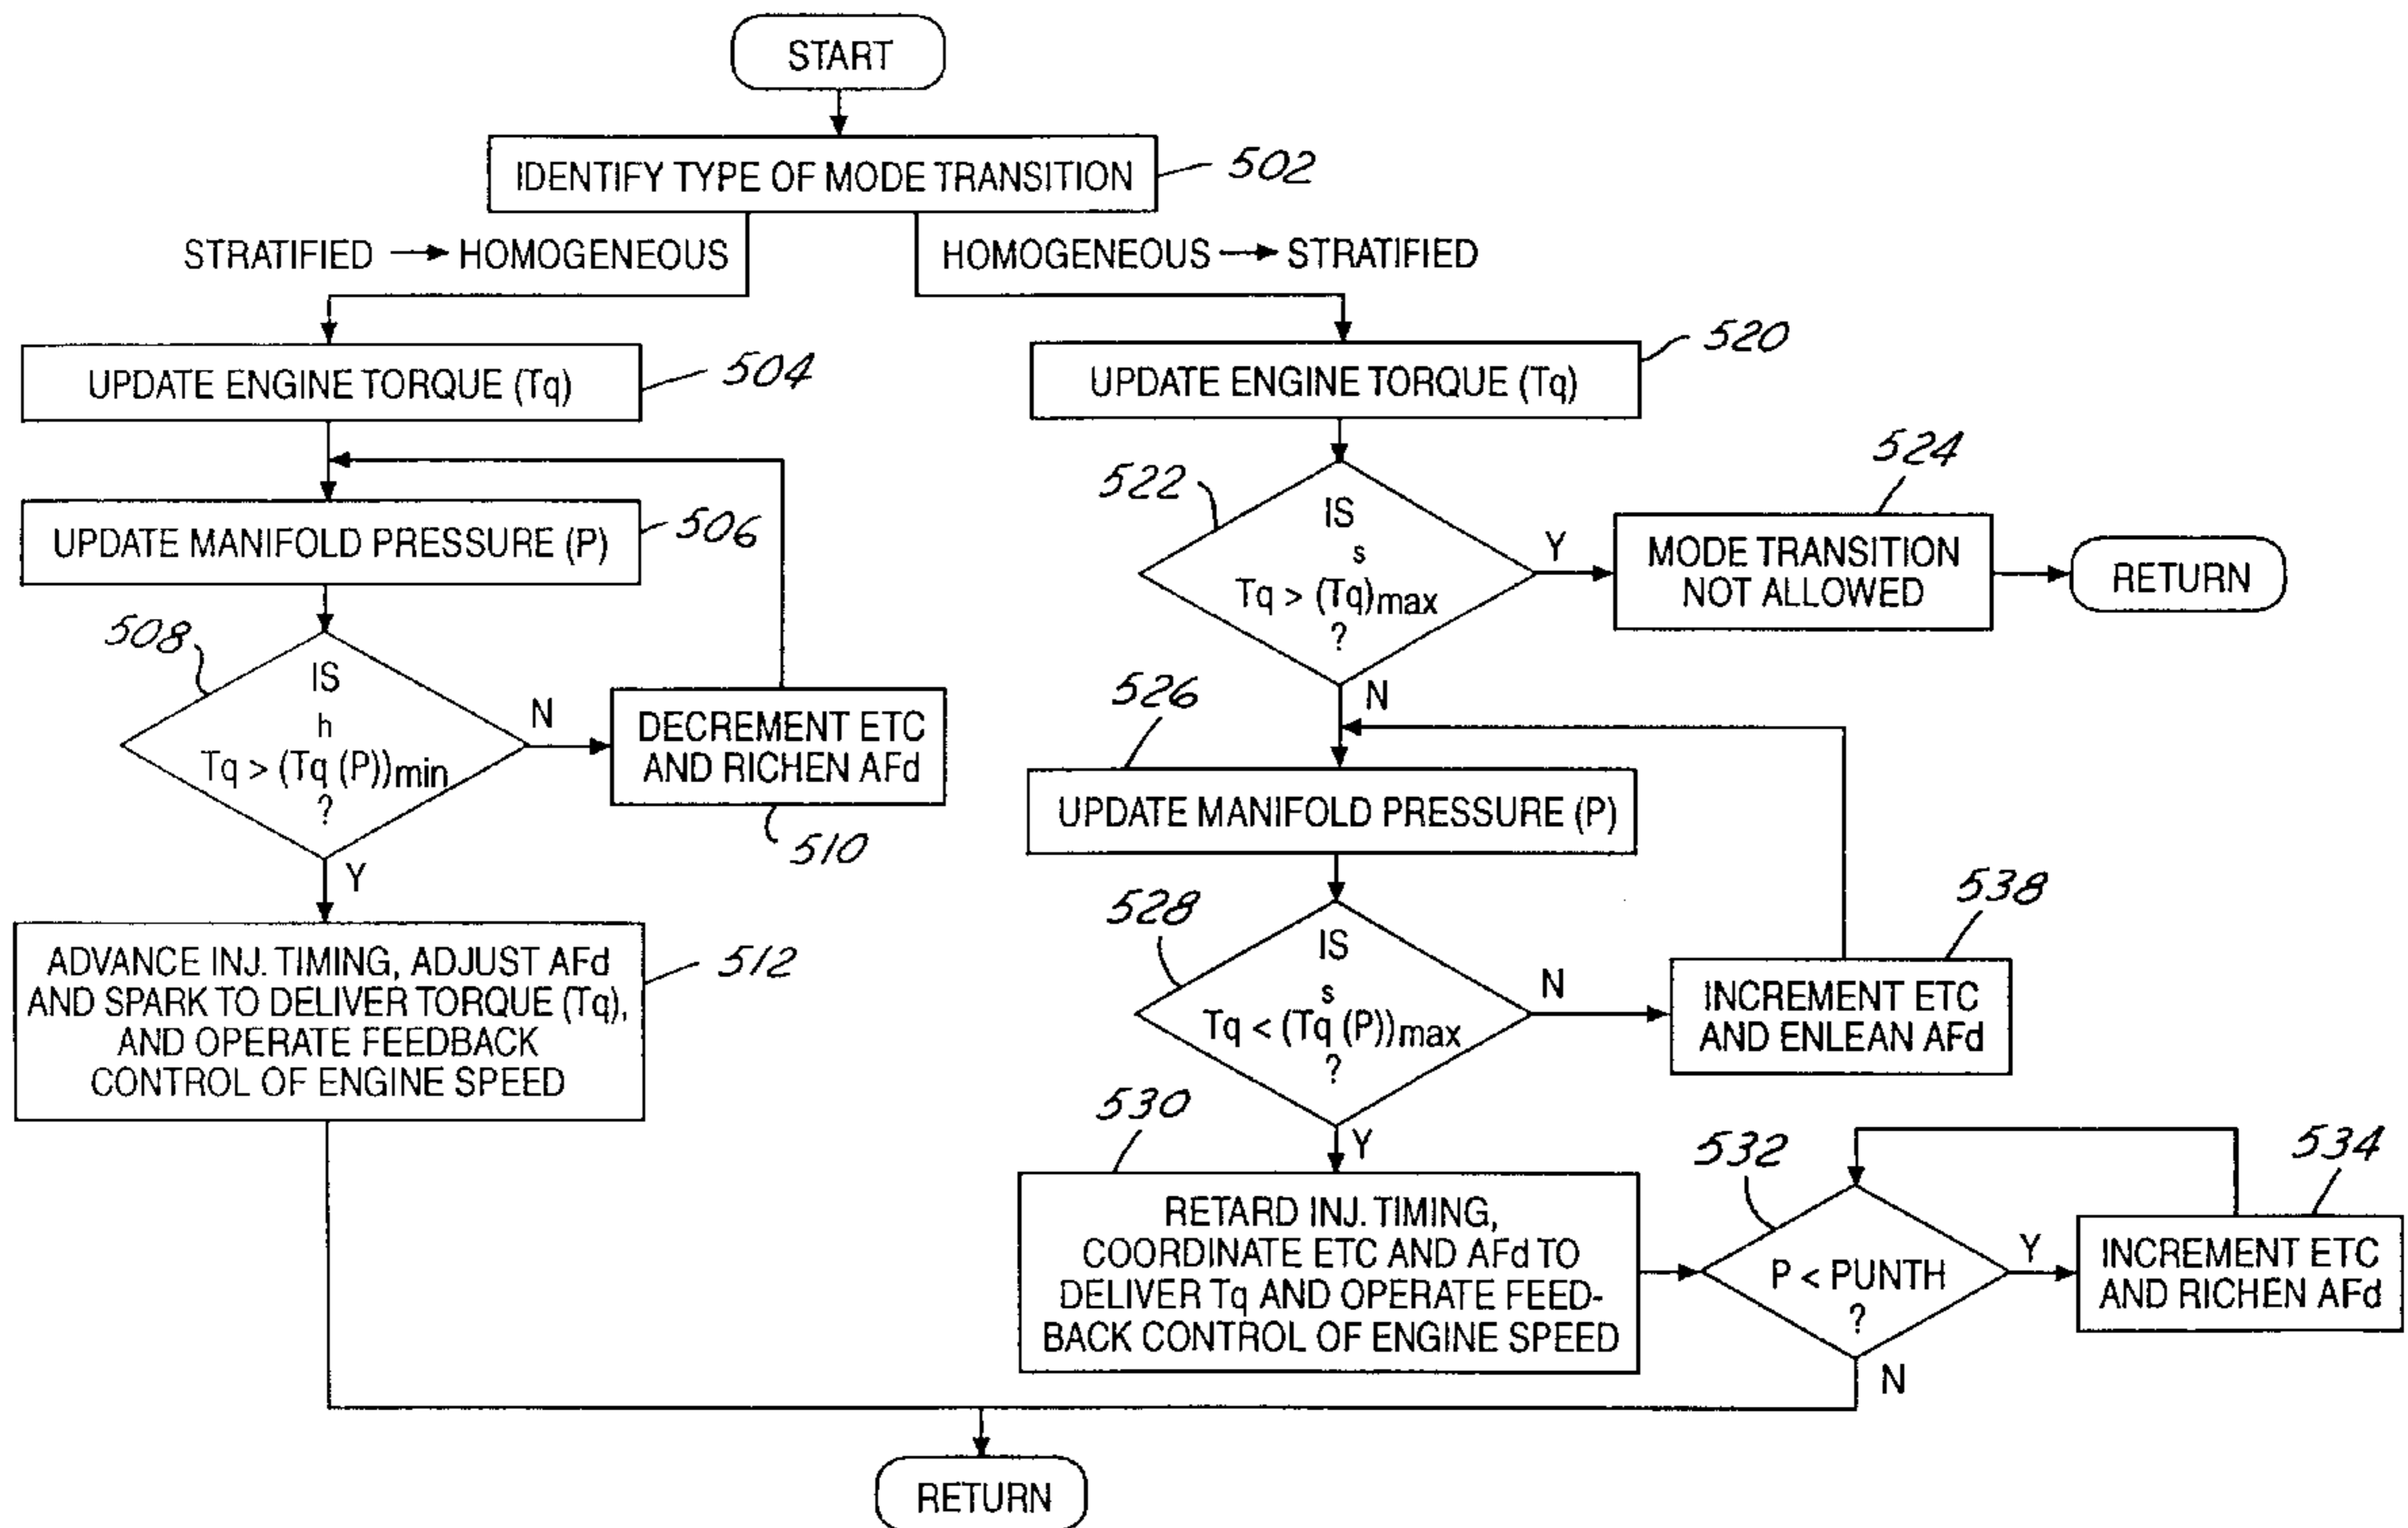 START
IDENTIFY TYPE OF MODE TRANSITION
502
STRATIFIED → HOMOGENEOUS
HOMOGENEOUS → STRATIFIED
UPDATE ENGINE TORQUE (Tq)
504
UPDATE MANIFOLD PRESSURE (P)
506
508
IS
h
Tq > (Tq (P))min
?
N
DECREMENT ETC
AND RICHEN AFd
510
Y
ADVANCE INJ. TIMING, ADJUST AFd
AND SPARK TO DELIVER TORQUE (Tq),
AND OPERATE FEEDBACK
CONTROL OF ENGINE SPEED
512
UPDATE ENGINE TORQUE (Tq)
520
522
IS
s
Tq > (Tq)max
?
Y
524
MODE TRANSITION
NOT ALLOWED
RETURN
N
526
UPDATE MANIFOLD PRESSURE (P)
528
IS
s
Tq < (Tq (P))max
?
N
538
INCREMENT ETC
AND ENLEAN AFd
Y
530
RETARD INJ. TIMING,
COORDINATE ETC AND AFd TO
DELIVER Tq AND OPERATE FEED-
BACK CONTROL OF ENGINE SPEED
532
P < PUNTH
?
Y
534
INCREMENT ETC
AND RICHEN AFd
N
RETURN